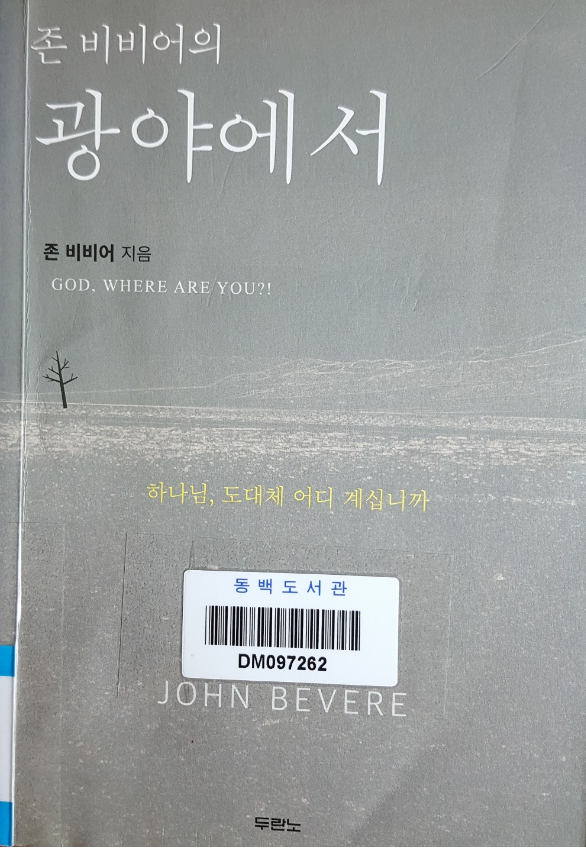 존 비비어의
광야에서
존 비비어 지음
GOD, WHERE ARE YOU?!
하나님, 도대체 어디 계십니까
동백도서관
DM097262
JOHN BEVERE
두란노